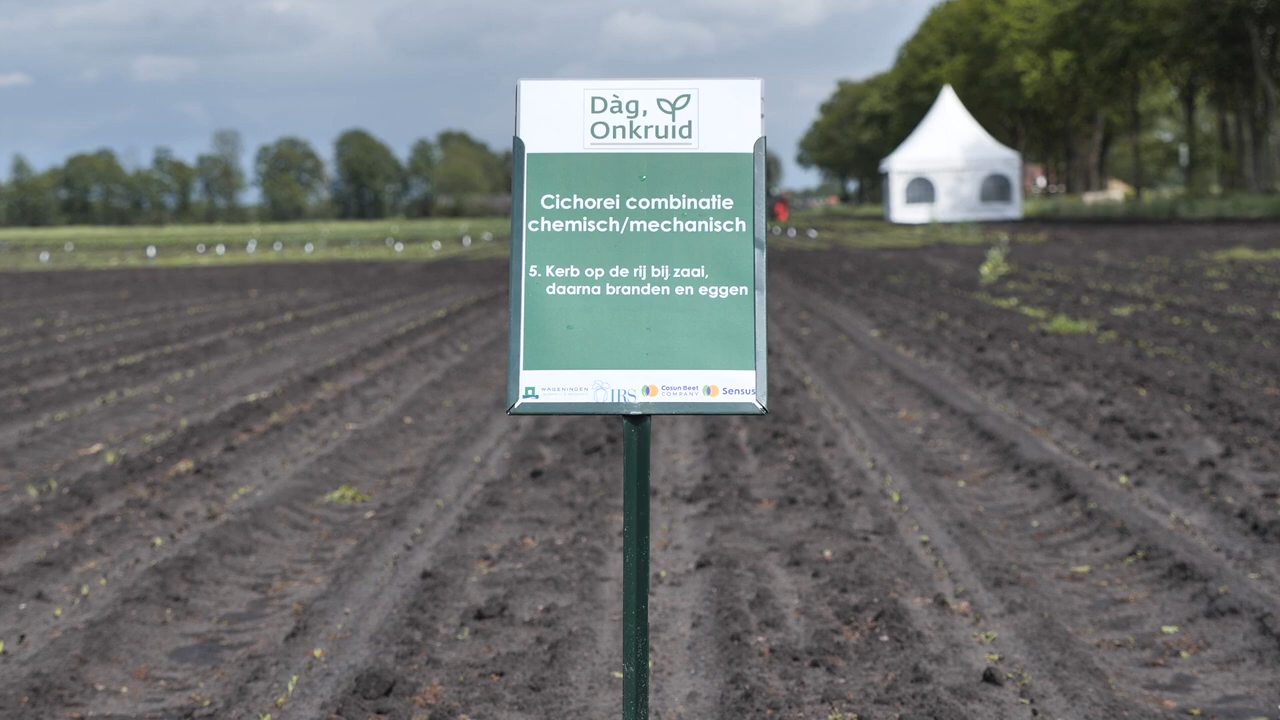 Dàg,
Onkruid
Cichorei combinatie
chemisch/mechanisch
5. Kerb op de rij bij zaai,
daarna branden en eggen
WAGENINGEN
IRS
Cosun Beet
COMPANY
Sensus